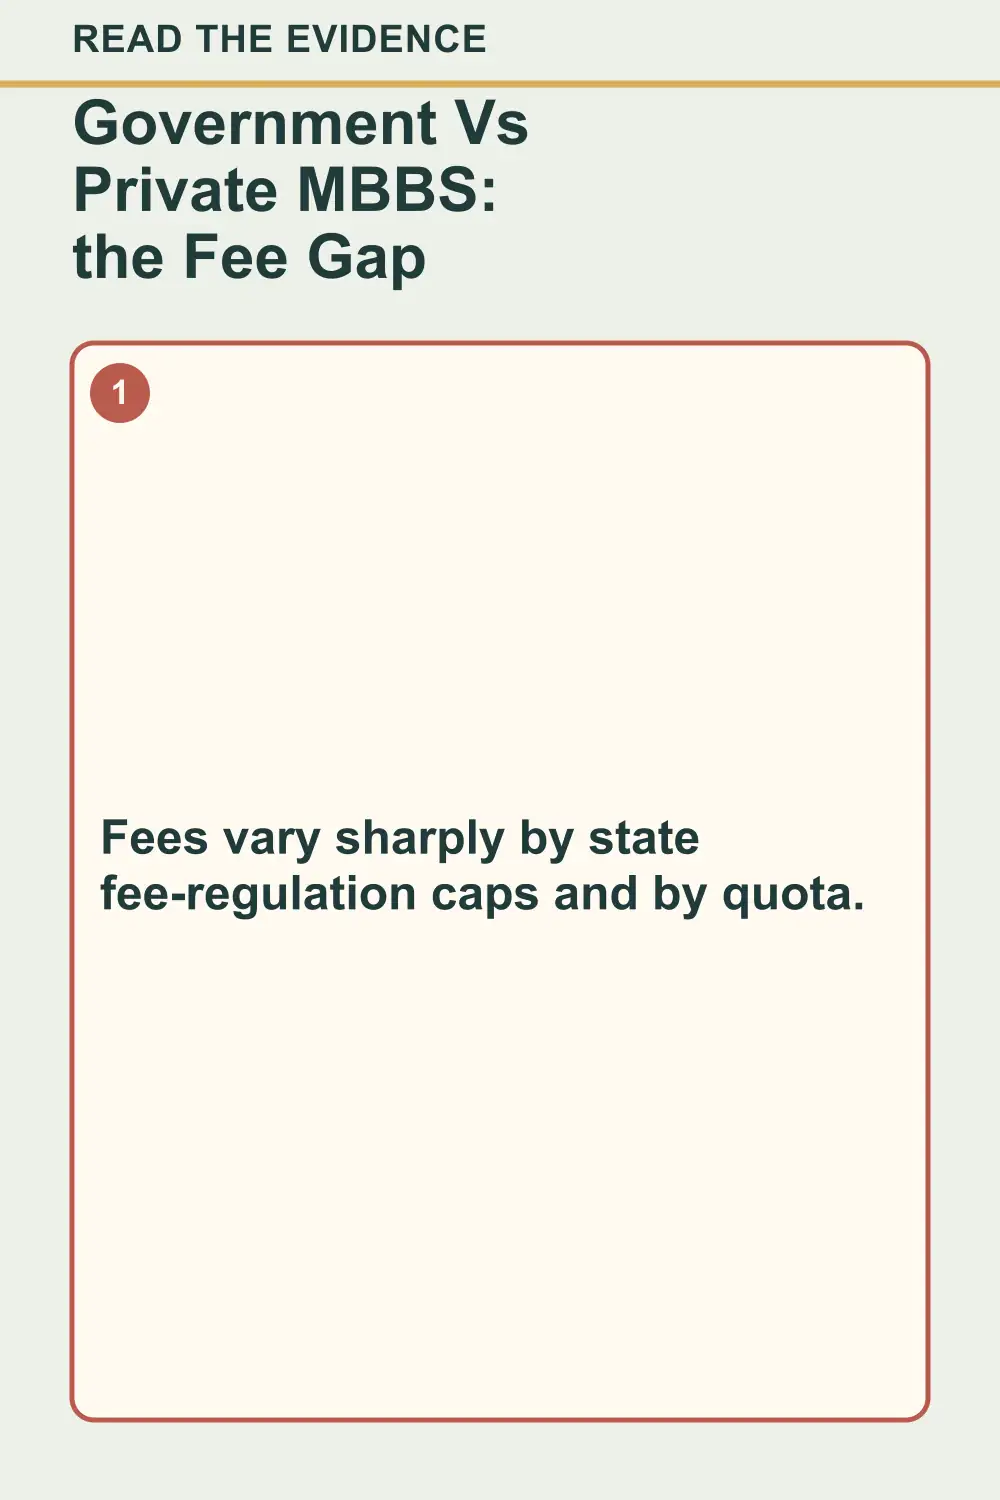 READ THE EVIDENCE
Government Vs
Private MBBS:
the Fee Gap
1
Fees vary sharply by state
fee-regulation caps and by quota.